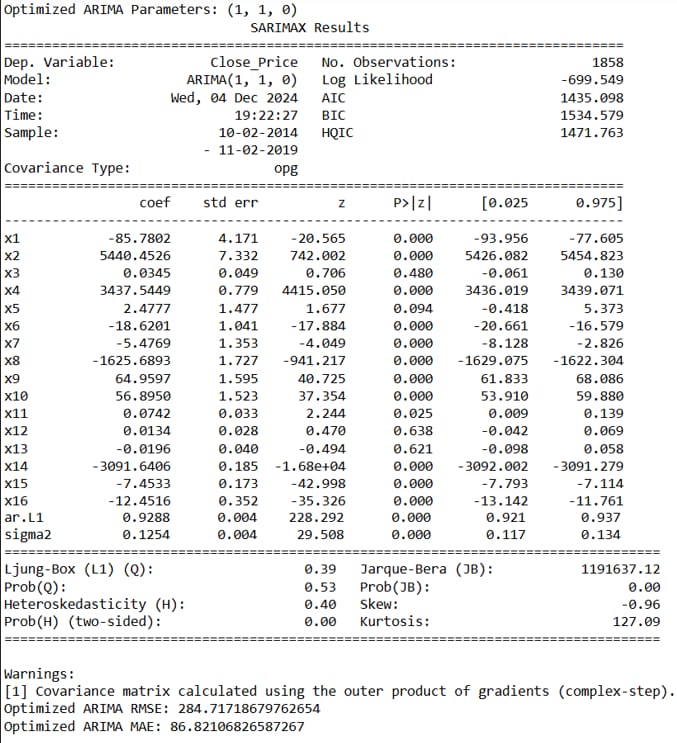 Optimized ARIMA Parameters: (1, 1, 0)
SARIMAX Results
==============================================================================
Dep. Variable: Close_Price No. Observations: 1858
Model: ARIMA(1, 1, 0) Log Likelihood -699.549
Date: Wed, 04 Dec 2024 AIC 1435.098
Time: 19:22:27 BIC 1534.579
Sample: 10-02-2014 HQIC 1471.763
- 11-02-2019
Covariance Type: opg
==============================================================================
coef std err z P>|z| [0.025 0.975]
------------------------------------------------------------------------------
x1 -85.7802 4.171 -20.565 0.000 -93.956 -77.605
x2 5440.4526 7.332 742.002 0.000 5426.082 5454.823
x3 0.0345 0.049 0.706 0.480 -0.061 0.130
x4 3437.5449 0.779 4415.050 0.000 3436.019 3439.071
x5 2.4777 1.477 1.677 0.094 -0.418 5.373
x6 -18.6201 1.041 -17.884 0.000 -20.661 -16.579
x7 -5.4769 1.353 -4.049 0.000 -8.128 -2.826
x8 -1625.6893 1.727 -941.217 0.000 -1629.075 -1622.304
x9 64.9597 1.595 40.725 0.000 61.833 68.086
x10 56.8950 1.523 37.354 0.000 53.910 59.880
x11 0.0742 0.033 2.244 0.025 0.009 0.139
x12 0.0134 0.028 0.470 0.638 -0.042 0.069
x13 -0.0196 0.040 -0.494 0.621 -0.098 0.058
x14 -3091.6406 0.185 -1.68e+04 0.000 -3092.002 -3091.279
x15 -7.4533 0.173 -42.998 0.000 -7.793 -7.114
x16 -12.4516 0.352 -35.326 0.000 -13.142 -11.761
ar.L1 0.9288 0.004 228.292 0.000 0.921 0.937
sigma2 0.1254 0.004 29.508 0.000 0.117 0.134
===================================================================================
Ljung-Box (L1) (Q): 0.39 Jarque-Bera (JB): 1191637.12
Prob(Q): 0.53 Prob(JB): 0.00
Heteroskedasticity (H): 0.40 Skew: -0.96
Prob(H) (two-sided): 0.00 Kurtosis: 127.09
===================================================================================
Warnings:
[1] Covariance matrix calculated using the outer product of gradients (complex-step).
Optimized ARIMA RMSE: 284.71718679762654
Optimized ARIMA MAE: 86.82106826587267